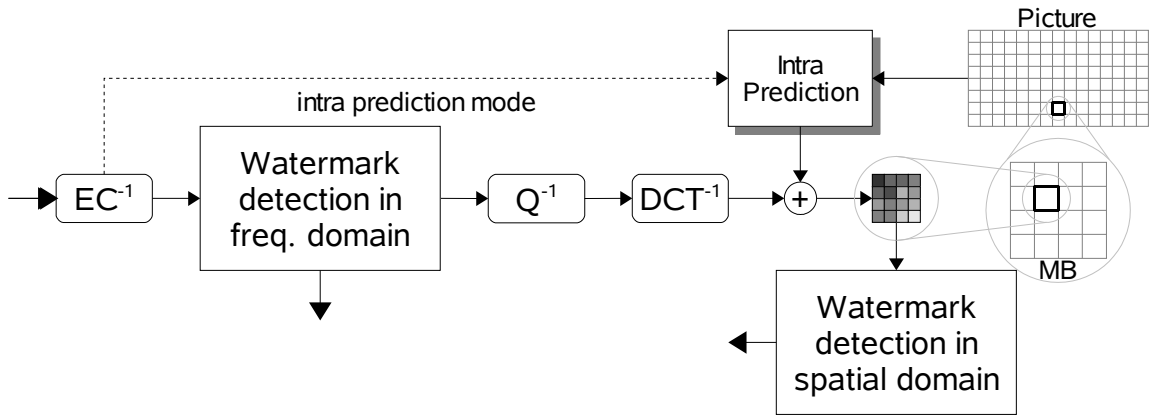 Picture
Intra
Prediction
intra prediction mode
Watermark
detection in
freq. domain
EC⁻¹
Q⁻¹
DCT⁻¹
+
MB
Watermark
detection in
spatial domain